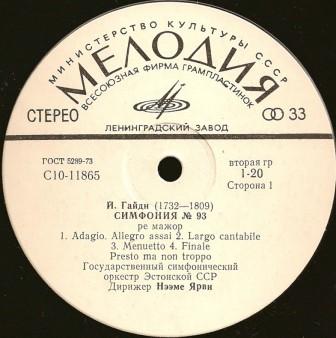 МИНИСТЕРСТВО КУЛЬТУРЫ СССР
МЕЛОДИЯ
ВСЕСОЮЗНАЯ ФИРМА ГРАМПЛАСТИНОК
СТЕРЕО
33
ЛЕНИНГРАДСКИЙ ЗАВОД
ГОСТ 5289-73
С10-11865
вторая гр
1-20
Сторона 1
Й. Гайдн (1732—1809)
СИМФОНИЯ № 93
ре мажор
1. Adagio. Allegro assai 2. Largo cantabile
3. Menuetto 4. Finale
Presto ma non troppo
Государственный симфонический
оркестр Эстонской ССР
Дирижер Нээме Ярви